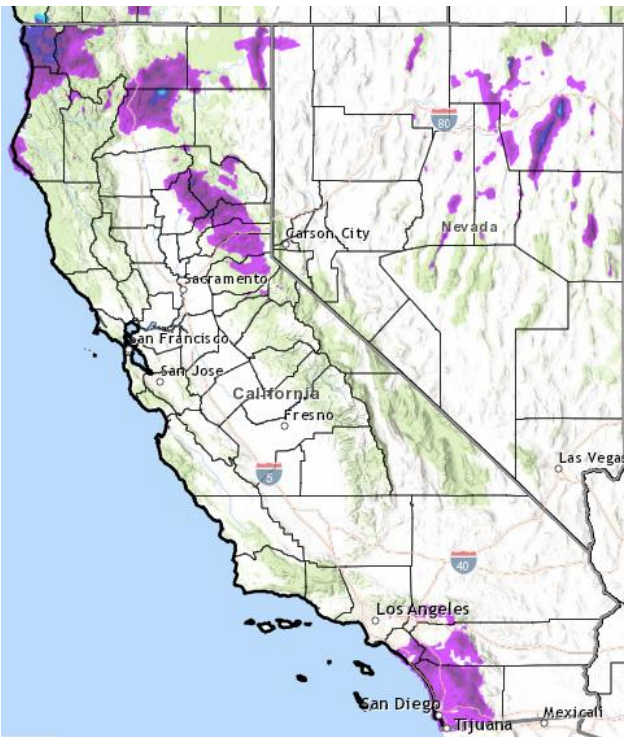 80
Nevada
Carson City
Sacramento
San Francisco
San Jose
California
Fresno
Las Vegas
5
40
Los Angeles
San Diego
Mexicali
Tijuana